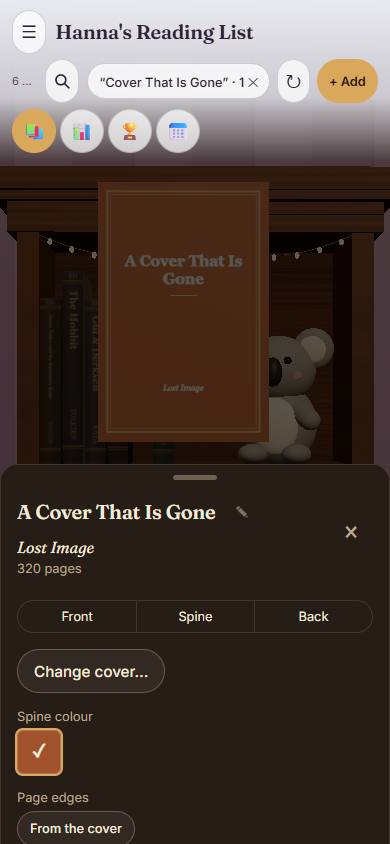 Hanna's Reading List
6 ...
“Cover That Is Gone” · 1
+ Add
A Cover That Is
Gone
Lost Image
The Hobbit
A Cover That Is Gone
Lost Image
320 pages
Front Spine Back
Change cover...
Spine colour
Page edges
From the cover